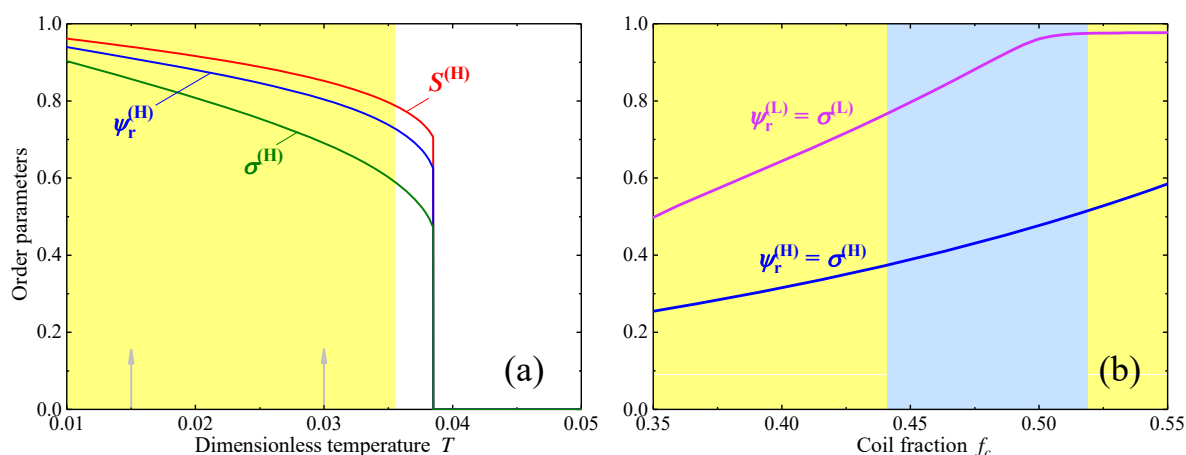 Order parameters
1.0
0.8
0.6
0.4
0.2
0.0
S(H)
ψr(H)
σ(H)
(a)
0.01 0.02 0.03 0.04 0.05
Dimensionless temperature T
1.0
0.8
0.6
0.4
0.2
0.0
ψr(L) = σ(L)
ψr(H) = σ(H)
(b)
0.35 0.40 0.45 0.50 0.55
Coil fraction fc